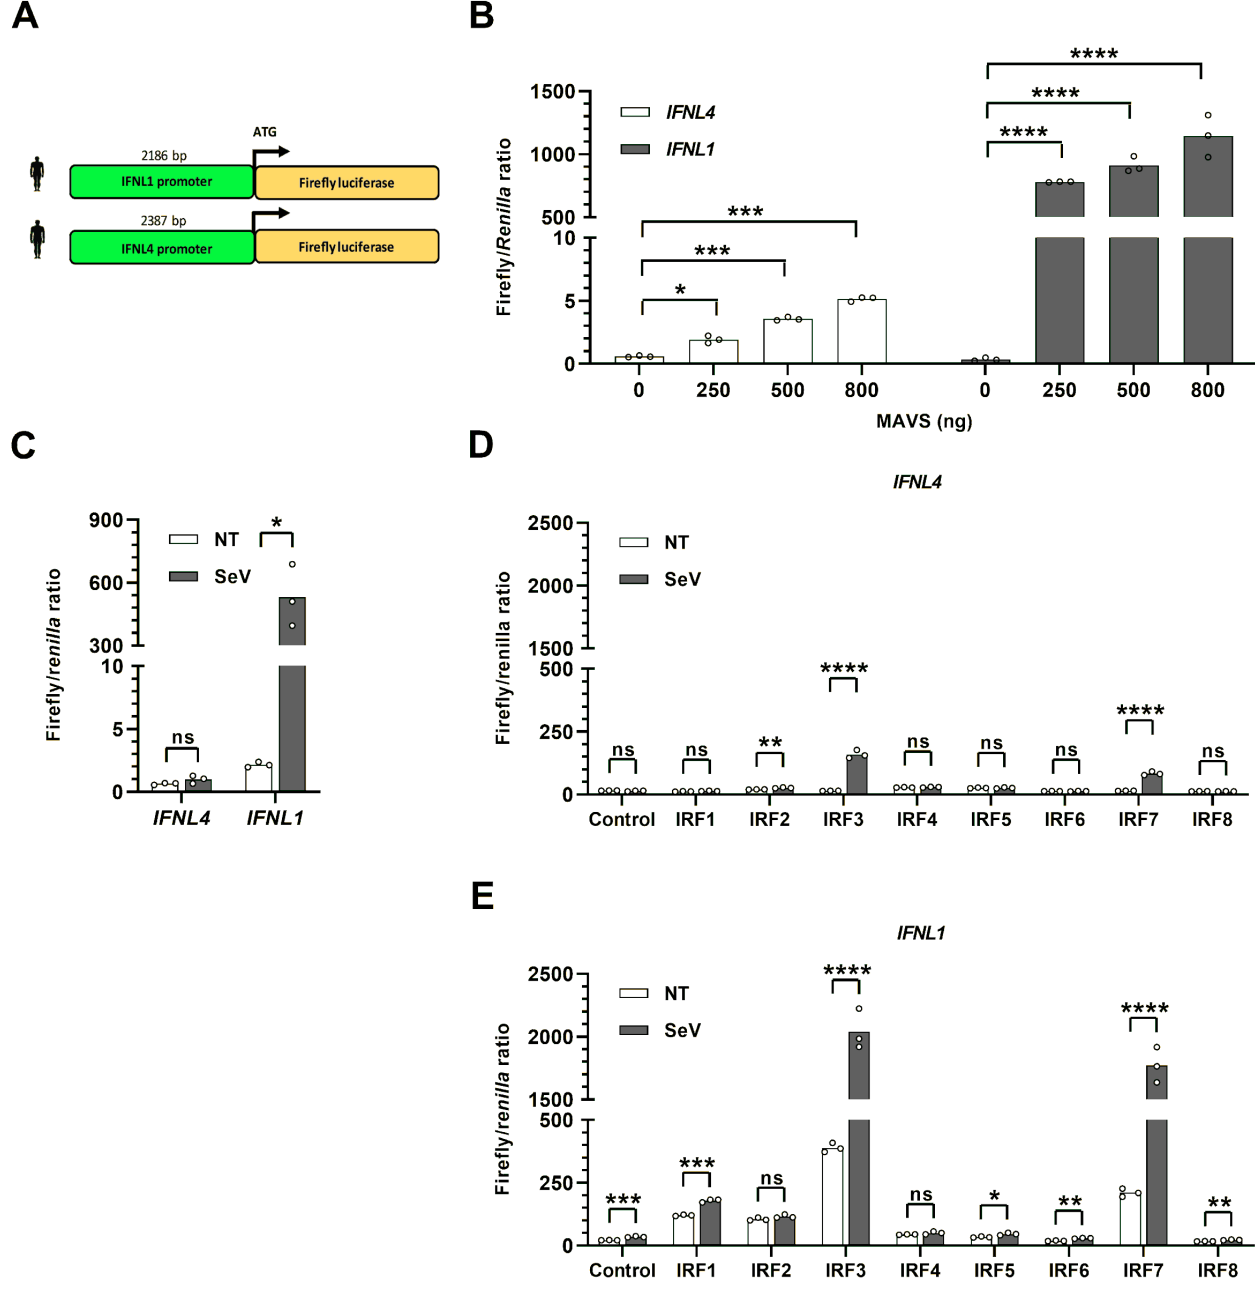 A
ATG
2186 bp
IFNL1 promoter
Firefly luciferase
2387 bp
IFNL4 promoter
Firefly luciferase
B
Firefly/Renilla ratio
1500
1000
500
10
5
0
IFNL4
IFNL1
*
***
***
****
****
****
0 250 500 800 0 250 500 800
MAVS (ng)
C
Firefly/renilla ratio
900
600
300
10
5
0
NT
SeV
ns
*
IFNL4 IFNL1
D
IFNL4
Firefly/renilla ratio
2500
2000
1500
500
250
0
NT
SeV
ns ns ** **** ns ns ns **** ns
Control IRF1 IRF2 IRF3 IRF4 IRF5 IRF6 IRF7 IRF8
E
IFNL1
Firefly/renilla ratio
2500
2000
1500
500
250
0
NT
SeV
*** *** ns **** ns * ** **** **
Control IRF1 IRF2 IRF3 IRF4 IRF5 IRF6 IRF7 IRF8